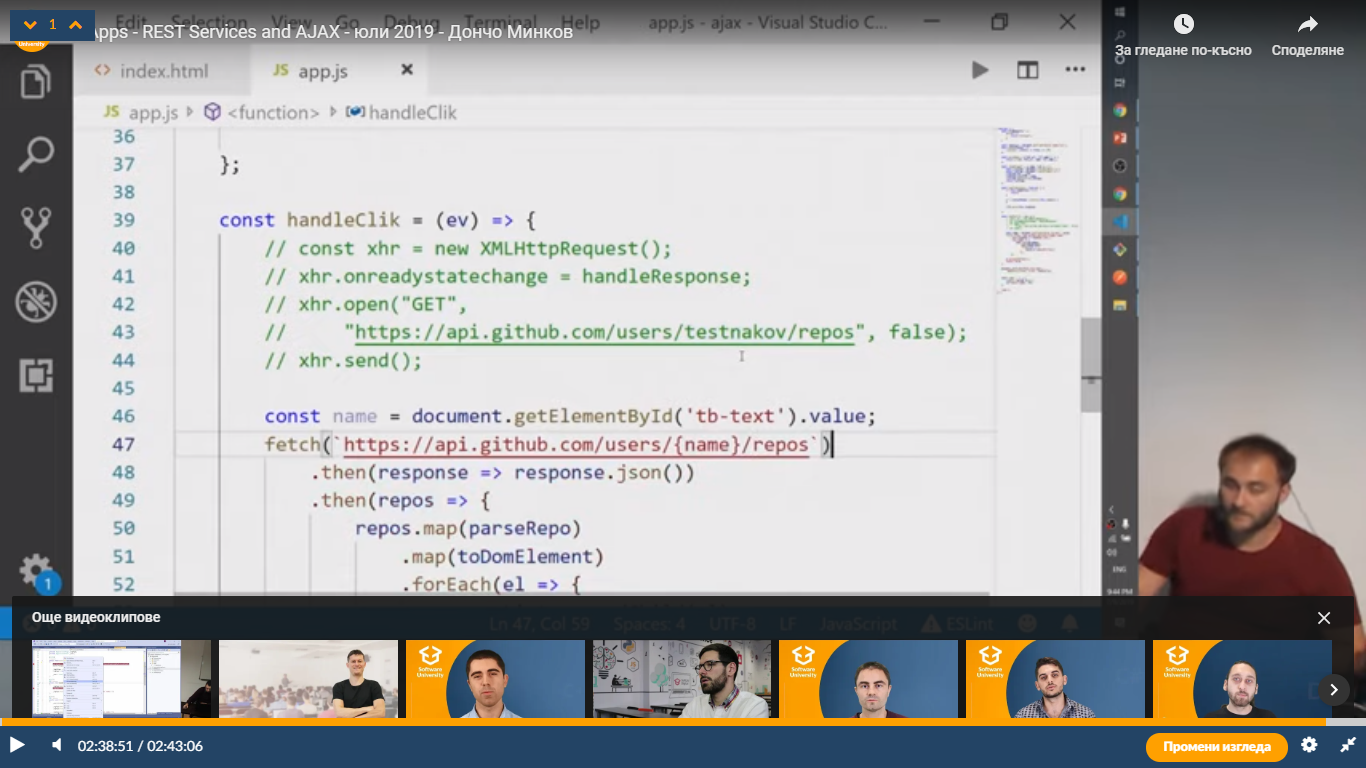 1
Edit Selection View Go Debug Terminal Help app.js - ajax - Visual Studio C...
Apps - REST Services and AJAX - юли 2019 - Дончо Минков
University
За гледане по-късно
Споделяне
<> index.html
JS app.js
JS app.js <function> handleClik
36
37 };
38
39 const handleClik = (ev) => {
40 // const xhr = new XMLHttpRequest();
41 // xhr.onreadystatechange = handleResponse;
42 // xhr.open("GET",
43 // "https://api.github.com/users/testnakov/repos", false);
44 // xhr.send();
45
46 const name = document.getElementById('tb-text').value;
47 fetch(`https://api.github.com/users/{name}/repos`)
48 .then(response => response.json())
49 .then(repos => {
50 repos.map(parseRepo)
51 .map(toDomElement)
52 .forEach(el => {
1
ENG
9:44 PM
Още видеоклипове
Ln 47, Col 59 Spaces: 4 UTF-8 LF JavaScript ESLint
Software
University
Software
University
Software
University
Software
University
02:38:51 / 02:43:06
Промени изгледа